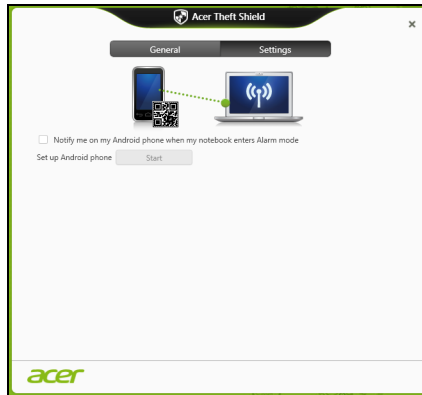 Acer Theft Shield
General Settings
Notify me on my Android phone when my notebook enters Alarm mode
Set up Android phone Start
acer